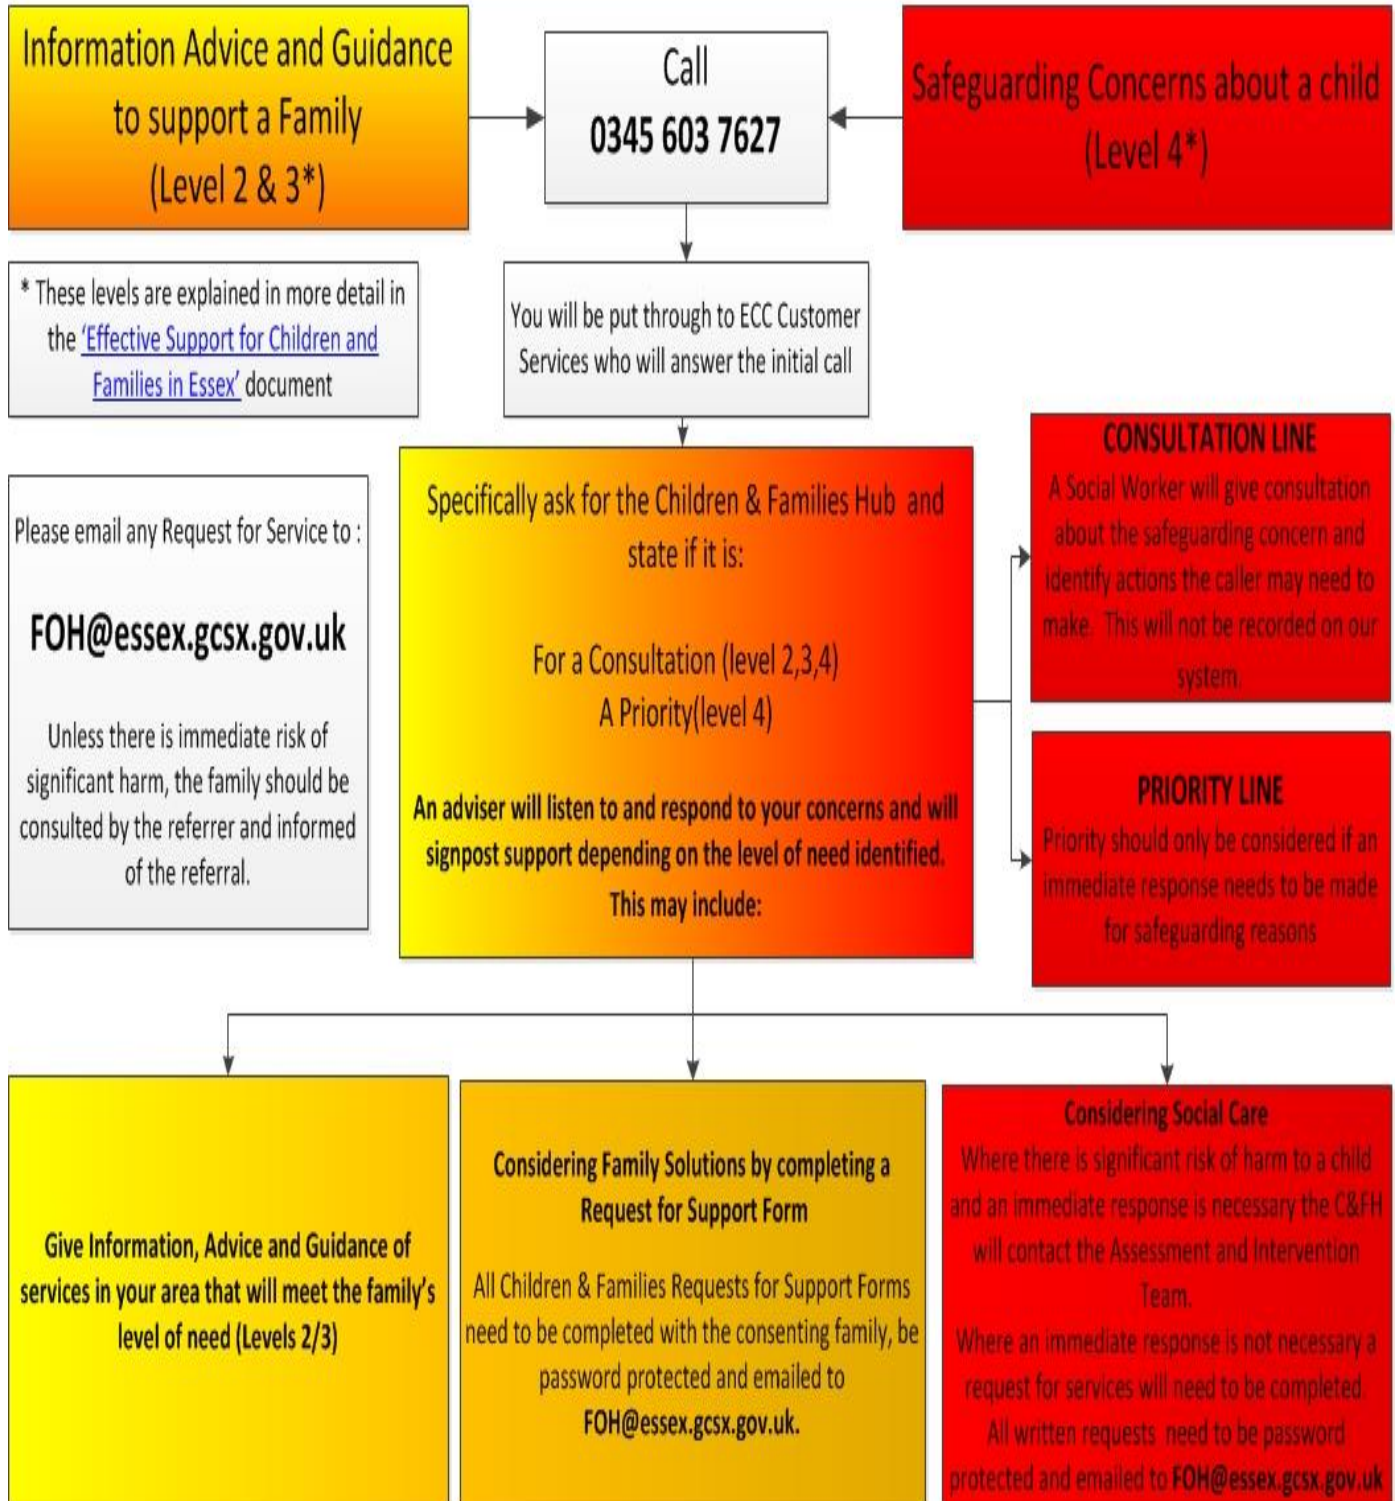 Information Advice and Guidance
to support a Family
(Level 2 & 3*)
Call
0345 603 7627
Safeguarding Concerns about a child
(Level 4*)
* These levels are explained in more detail in
the 'Effective Support for Children and
Families in Essex' document
You will be put through to ECC Customer
Services who will answer the initial call
Please email any Request for Service to :
FOH@essex.gcsx.gov.uk
Unless there is immediate risk of
significant harm, the family should be
consulted by the referrer and informed
of the referral.
Specifically ask for the Children & Families Hub and
state if it is:
For a Consultation (level 2,3,4)
A Priority(level 4)
An adviser will listen to and respond to your concerns and will
signpost support depending on the level of need identified.
This may include:
CONSULTATION LINE
A Social Worker will give consultation
about the safeguarding concern and
identify actions the caller may need to
make. This will not be recorded on our
system.
PRIORITY LINE
Priority should only be considered if an
immediate response needs to be made
for safeguarding reasons
Give Information, Advice and Guidance of
services in your area that will meet the family's
level of need (Levels 2/3)
Considering Family Solutions by completing a
Request for Support Form
All Children & Families Requests for Support Forms
need to be completed with the consenting family, be
password protected and emailed to
FOH@essex.gcsx.gov.uk.
Considering Social Care
Where there is significant risk of harm to a child
and an immediate response is necessary the C&FH
will contact the Assessment and Intervention
Team.
Where an immediate response is not necessary a
request for services will need to be completed.
All written requests need to be password
protected and emailed to FOH@essex.gcsx.gov.uk